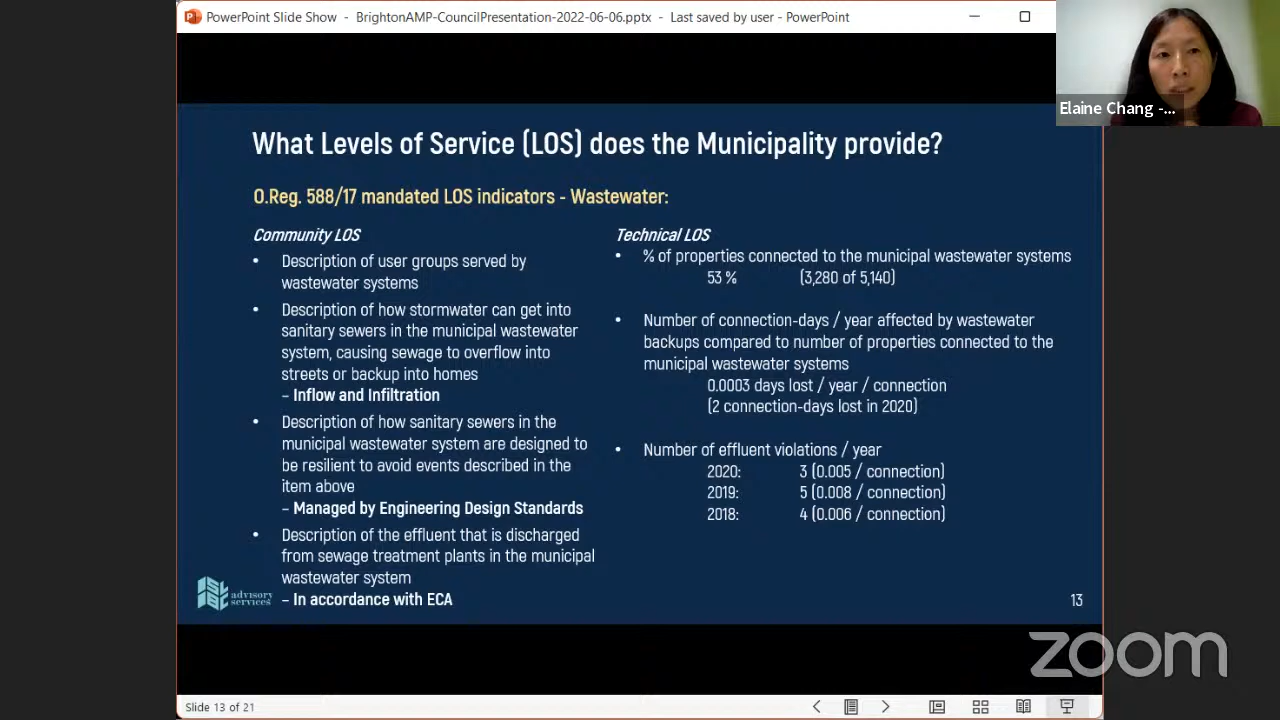 PowerPoint Slide Show - BrightonAMP-CouncilPresentation-2022-06-06.pptx - Last saved by user - PowerPoint
Elaine Chang -...
What Levels of Service (LOS) does the Municipality provide?
O.Reg. 588/17 mandated LOS indicators - Wastewater:
Community LOS
• Description of user groups served by
wastewater systems
• Description of how stormwater can get into
sanitary sewers in the municipal wastewater
system, causing sewage to overflow into
streets or backup into homes
– Inflow and Infiltration
• Description of how sanitary sewers in the
municipal wastewater system are designed to
be resilient to avoid events described in the
item above
– Managed by Engineering Design Standards
• Description of the effluent that is discharged
from sewage treatment plants in the municipal
wastewater system
– In accordance with ECA
Technical LOS
• % of properties connected to the municipal wastewater systems
53 % (3,280 of 5,140)
• Number of connection-days / year affected by wastewater
backups compared to number of properties connected to the
municipal wastewater systems
0.0003 days lost / year / connection
(2 connection-days lost in 2020)
• Number of effluent violations / year
2020: 3 (0.005 / connection)
2019: 5 (0.008 / connection)
2018: 4 (0.006 / connection)
advisory
services
13
zoom
Slide 13 of 21